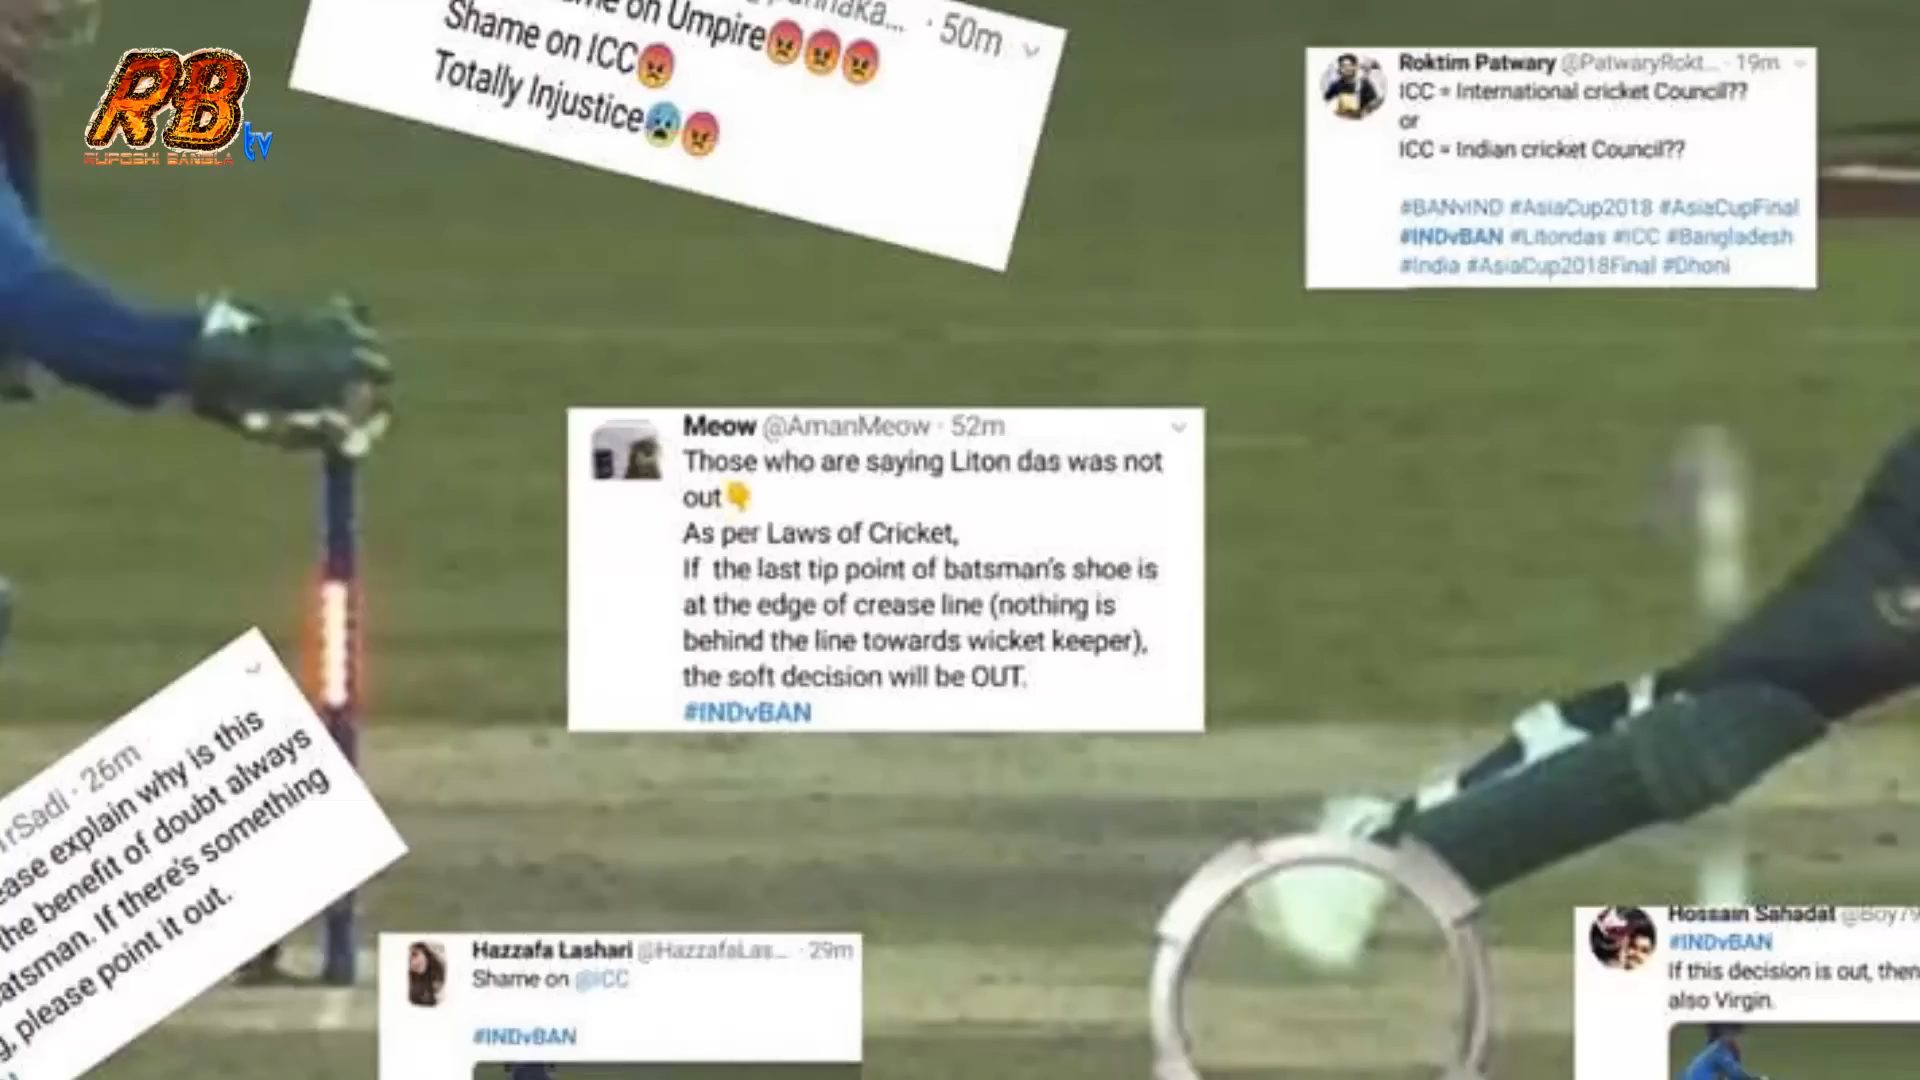 RB tv
RUPOSHI BANGLA
on Umpire😡😡😡 · 50m
Shame on ICC😡
Totally Injustice😰😡
Roktim Patwary @PatwaryRokt... · 19m
ICC = International cricket Council??
or
ICC = Indian cricket Council??
#BANvIND #AsiaCup2018 #AsiaCupFinal
#INDvBAN #Litondas #ICC #Bangladesh
#India #AsiaCup2018Final #Dhoni
Meow @AmanMeow · 52m
Those who are saying Liton das was not
out👇
As per Laws of Cricket,
If the last tip point of batsman's shoe is
at the edge of crease line (nothing is
behind the line towards wicket keeper),
the soft decision will be OUT.
#INDvBAN
rSadi · 26m
ease explain why is this
the benefit of doubt always
atsman. If there's something
g, please point it out.
Hazzafa Lashari @HazzafaLas... · 29m
Shame on @ICC
#INDvBAN
Hossain Sahadat @Boy79
#INDvBAN
If this decision is out, then
also Virgin.